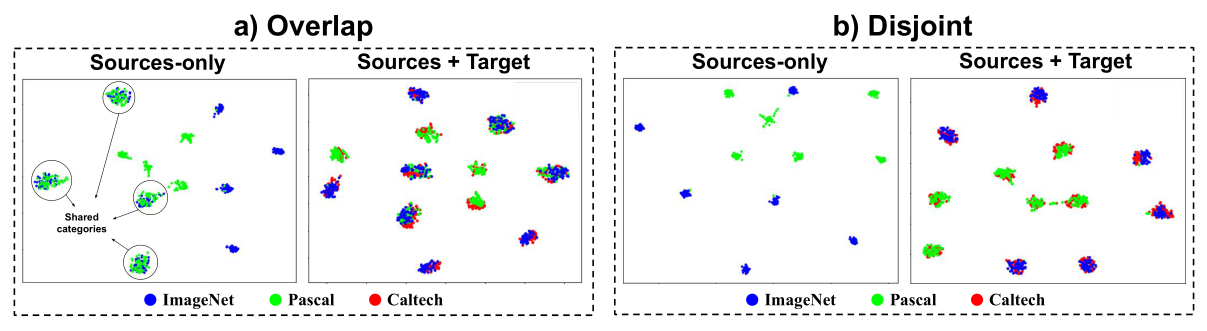 a) Overlap
Sources-only
Sources + Target
Shared
categories
ImageNet
Pascal
Caltech
b) Disjoint
Sources-only
Sources + Target
ImageNet
Pascal
Caltech